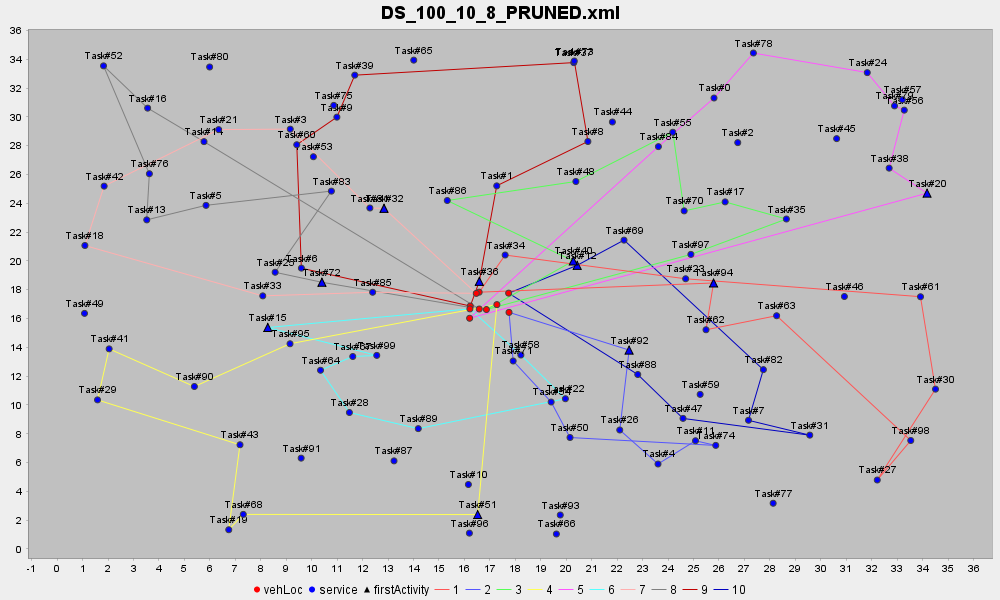 DS_100_10_8_PRUNED.xml
36
34
32
30
28
26
24
22
20
18
16
14
12
10
8
6
4
2
0
Task#52
Task#80
Task#65
Task#39
Task#37
Task#78
Task#24
Task#57
Task#79
Task#56
Task#0
Task#16
Task#75
Task#9
Task#21
Task#3
Task#14
Task#60
Task#53
Task#44
Task#8
Task#55
Task#84
Task#2
Task#45
Task#38
Task#20
Task#76
Task#42
Task#83
Task#1
Task#48
Task#86
Task#5
Task#13
Task#32
Task#70
Task#17
Task#35
Task#18
Task#69
Task#34
Task#40
Task#12
Task#97
Task#6
Task#72
Task#36
Task#23
Task#94
Task#33
Task#85
Task#46
Task#61
Task#49
Task#15
Task#62
Task#63
Task#41
Task#95
Task#99
Task#58
Task#71
Task#92
Task#64
Task#88
Task#82
Task#90
Task#29
Task#28
Task#89
Task#22
Task#59
Task#30
Task#47
Task#7
Task#31
Task#50
Task#26
Task#11
Task#74
Task#98
Task#43
Task#91
Task#87
Task#4
Task#10
Task#27
Task#77
Task#68
Task#19
Task#51
Task#96
Task#93
Task#66
-1 0 1 2 3 4 5 6 7 8 9 10 11 12 13 14 15 16 17 18 19 20 21 22 23 24 25 26 27 28 29 30 31 32 33 34 35 36
vehLoc service firstActivity 1 2 3 4 5 6 7 8 9 10